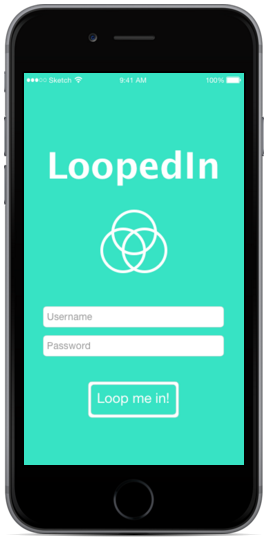 Sketch 9:41 AM 100%
LoopedIn
Username
Password
Loop me in!